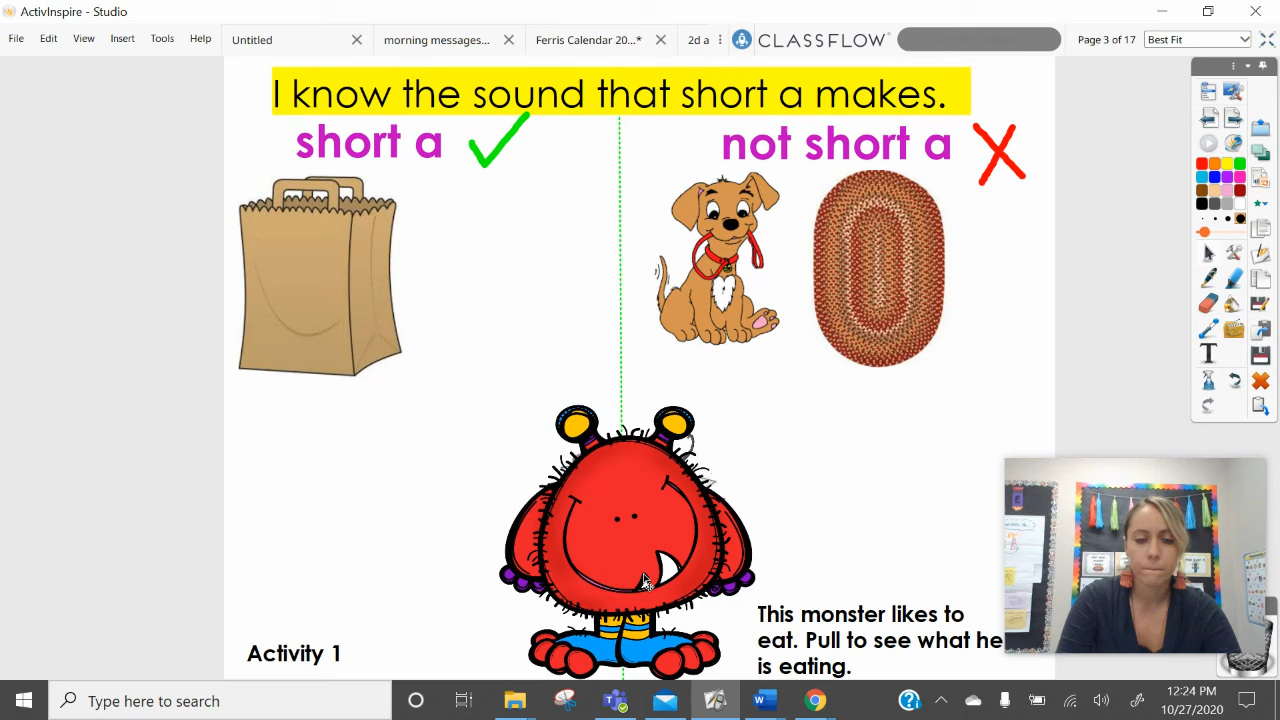 ActivInspire - Studio
File Edit View Insert Tools Help
Untitled
morning messages...
Ferris Calendar 20...*
2d a
CLASSFLOW
Page 3 of 17
Best Fit
I know the sound that short a makes.
short a
not short a
Activity 1
This monster likes to
eat. Pull to see what he
is eating.
Type here to search
12:24 PM
10/27/2020